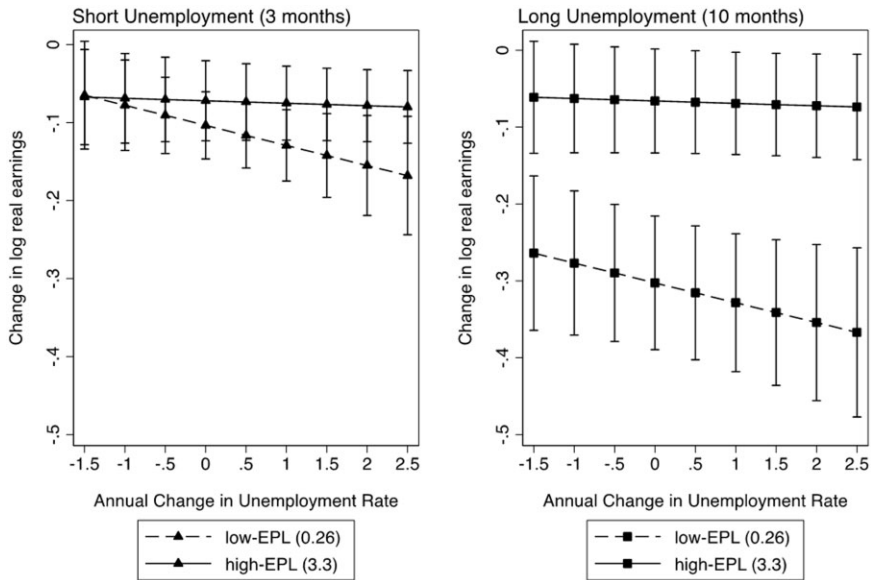 Short Unemployment (3 months)
Change in log real earnings
0
-.1
-.2
-.3
-.4
-.5
-1.5 -1 -.5 0 .5 1 1.5 2 2.5
Annual Change in Unemployment Rate
low-EPL (0.26)
high-EPL (3.3)
Long Unemployment (10 months)
Change in log real earnings
0
-.1
-.2
-.3
-.4
-.5
-1.5 -1 -.5 0 .5 1 1.5 2 2.5
Annual Change in Unemployment Rate
low-EPL (0.26)
high-EPL (3.3)